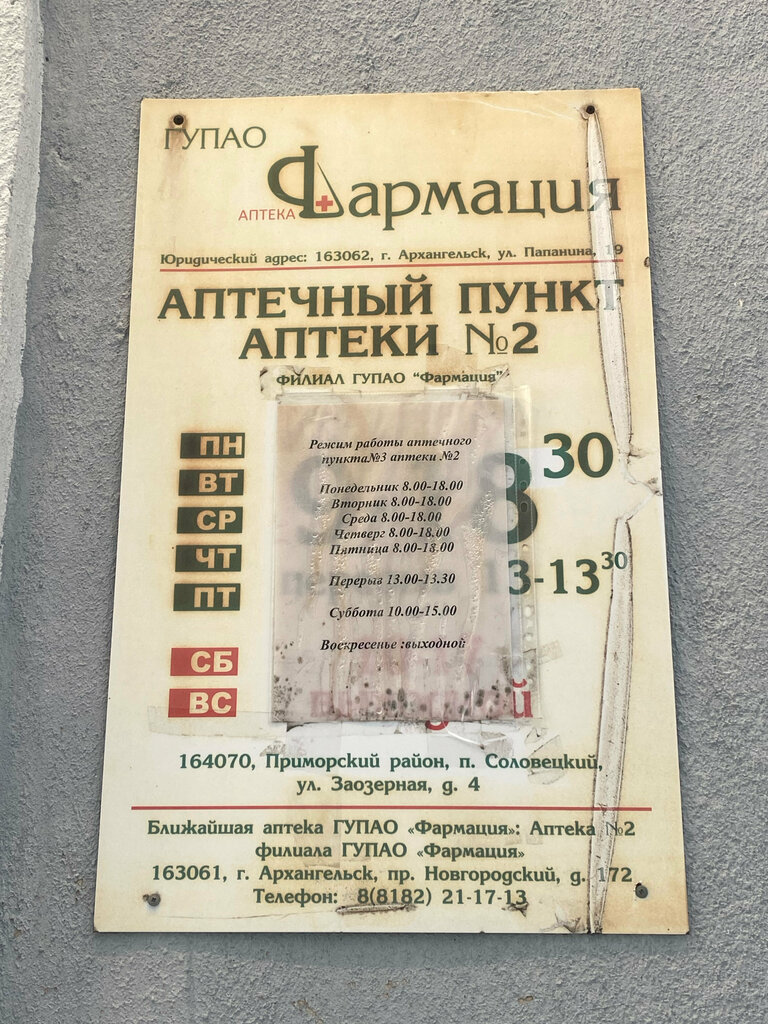 ГУПАО
АПТЕКА Фармация
Юридический адрес: 163062, г. Архангельск, ул. Папанина, 19
АПТЕЧНЫЙ ПУНКТ
АПТЕКИ №2
ФИЛИАЛ ГУПАО "Фармация"
ПН
ВТ
СР
ЧТ
ПТ
СБ
ВС
8 30
13-13 30
Режим работы аптечного
пункта№3 аптеки №2
Понедельник 8.00-18.00
Вторник 8.00-18.00
Среда 8.00-18.00
Четверг 8.00-18.00
Пятница 8.00-18.00
Перерыв 13.00-13.30
Суббота 10.00-15.00
Воскресенье :выходной
164070, Приморский район, п. Соловецкий,
ул. Заозерная, д. 4
Ближайшая аптека ГУПАО «Фармация»: Аптека №2
филиала ГУПАО «Фармация»
163061, г. Архангельск, пр. Новгородский, д. 172
Телефон: 8(8182) 21-17-13